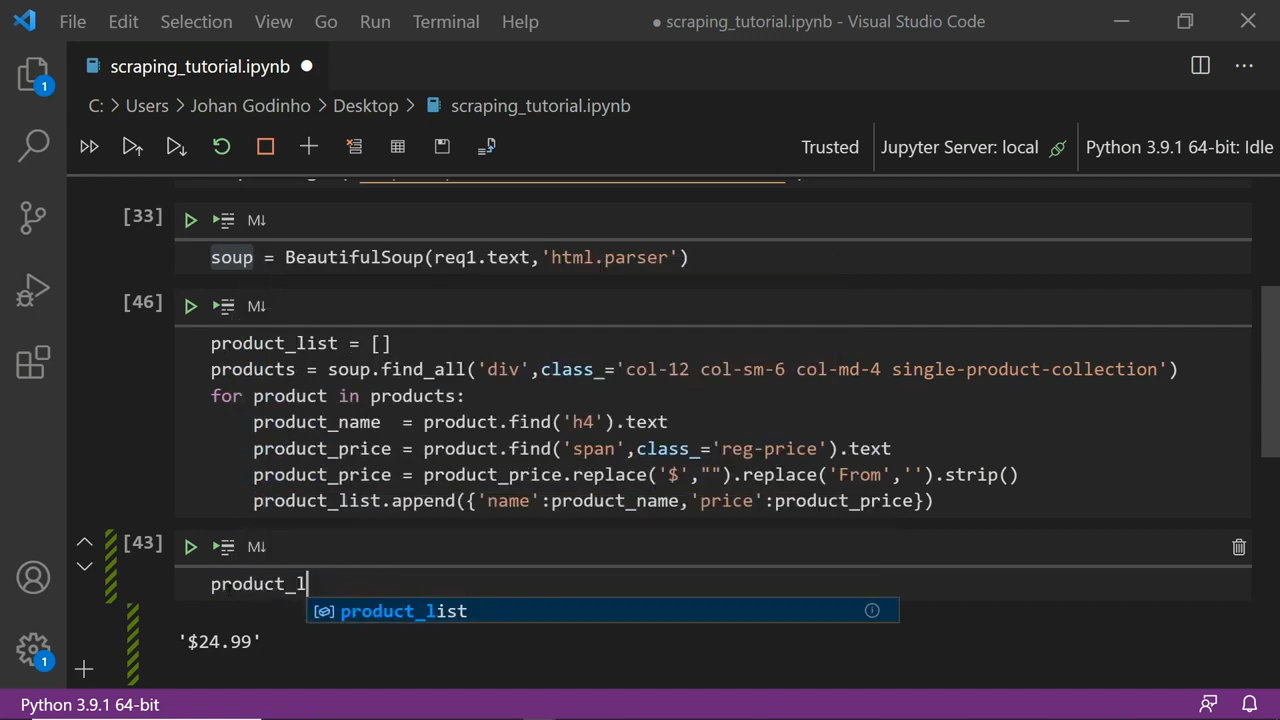 File Edit Selection View Go Run Terminal Help ● scraping_tutorial.ipynb - Visual Studio Code
scraping_tutorial.ipynb
C: > Users > Johan Godinho > Desktop > scraping_tutorial.ipynb
Trusted Jupyter Server: local Python 3.9.1 64-bit: Idle
1
[33] M↓
soup = BeautifulSoup(req1.text,'html.parser')
[46] M↓
product_list = []
products = soup.find_all('div',class_='col-12 col-sm-6 col-md-4 single-product-collection')
for product in products:
product_name = product.find('h4').text
product_price = product.find('span',class_='reg-price').text
product_price = product_price.replace('$',"").replace('From','').strip()
product_list.append({'name':product_name,'price':product_price})
[43] M↓
product_l
product_list
'$24.99'
1
Python 3.9.1 64-bit